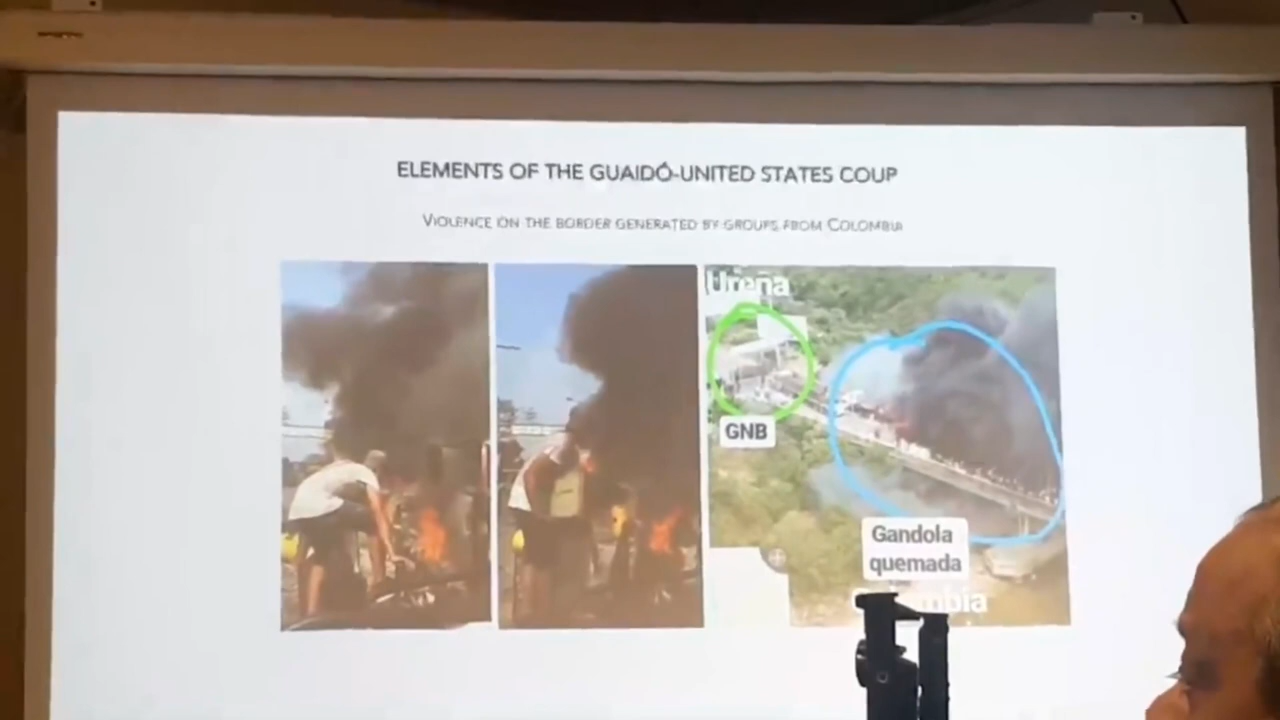 ELEMENTS OF THE GUAIDÓ-UNITED STATES COUP
VIOLENCE ON THE BORDER GENERATED BY GROUPS FROM COLOMBIA
Ureña
GNB
Gandola
quemada